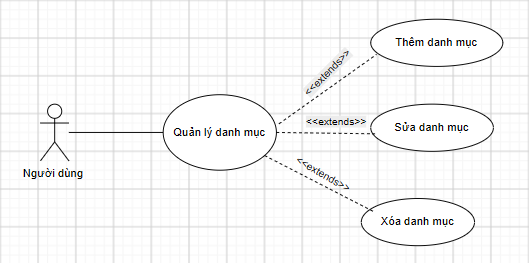 Thêm danh mục
<<extends>>
<<extends>>
Sửa danh mục
Quản lý danh mục
Người dùng
<<extends>>
Xóa danh mục